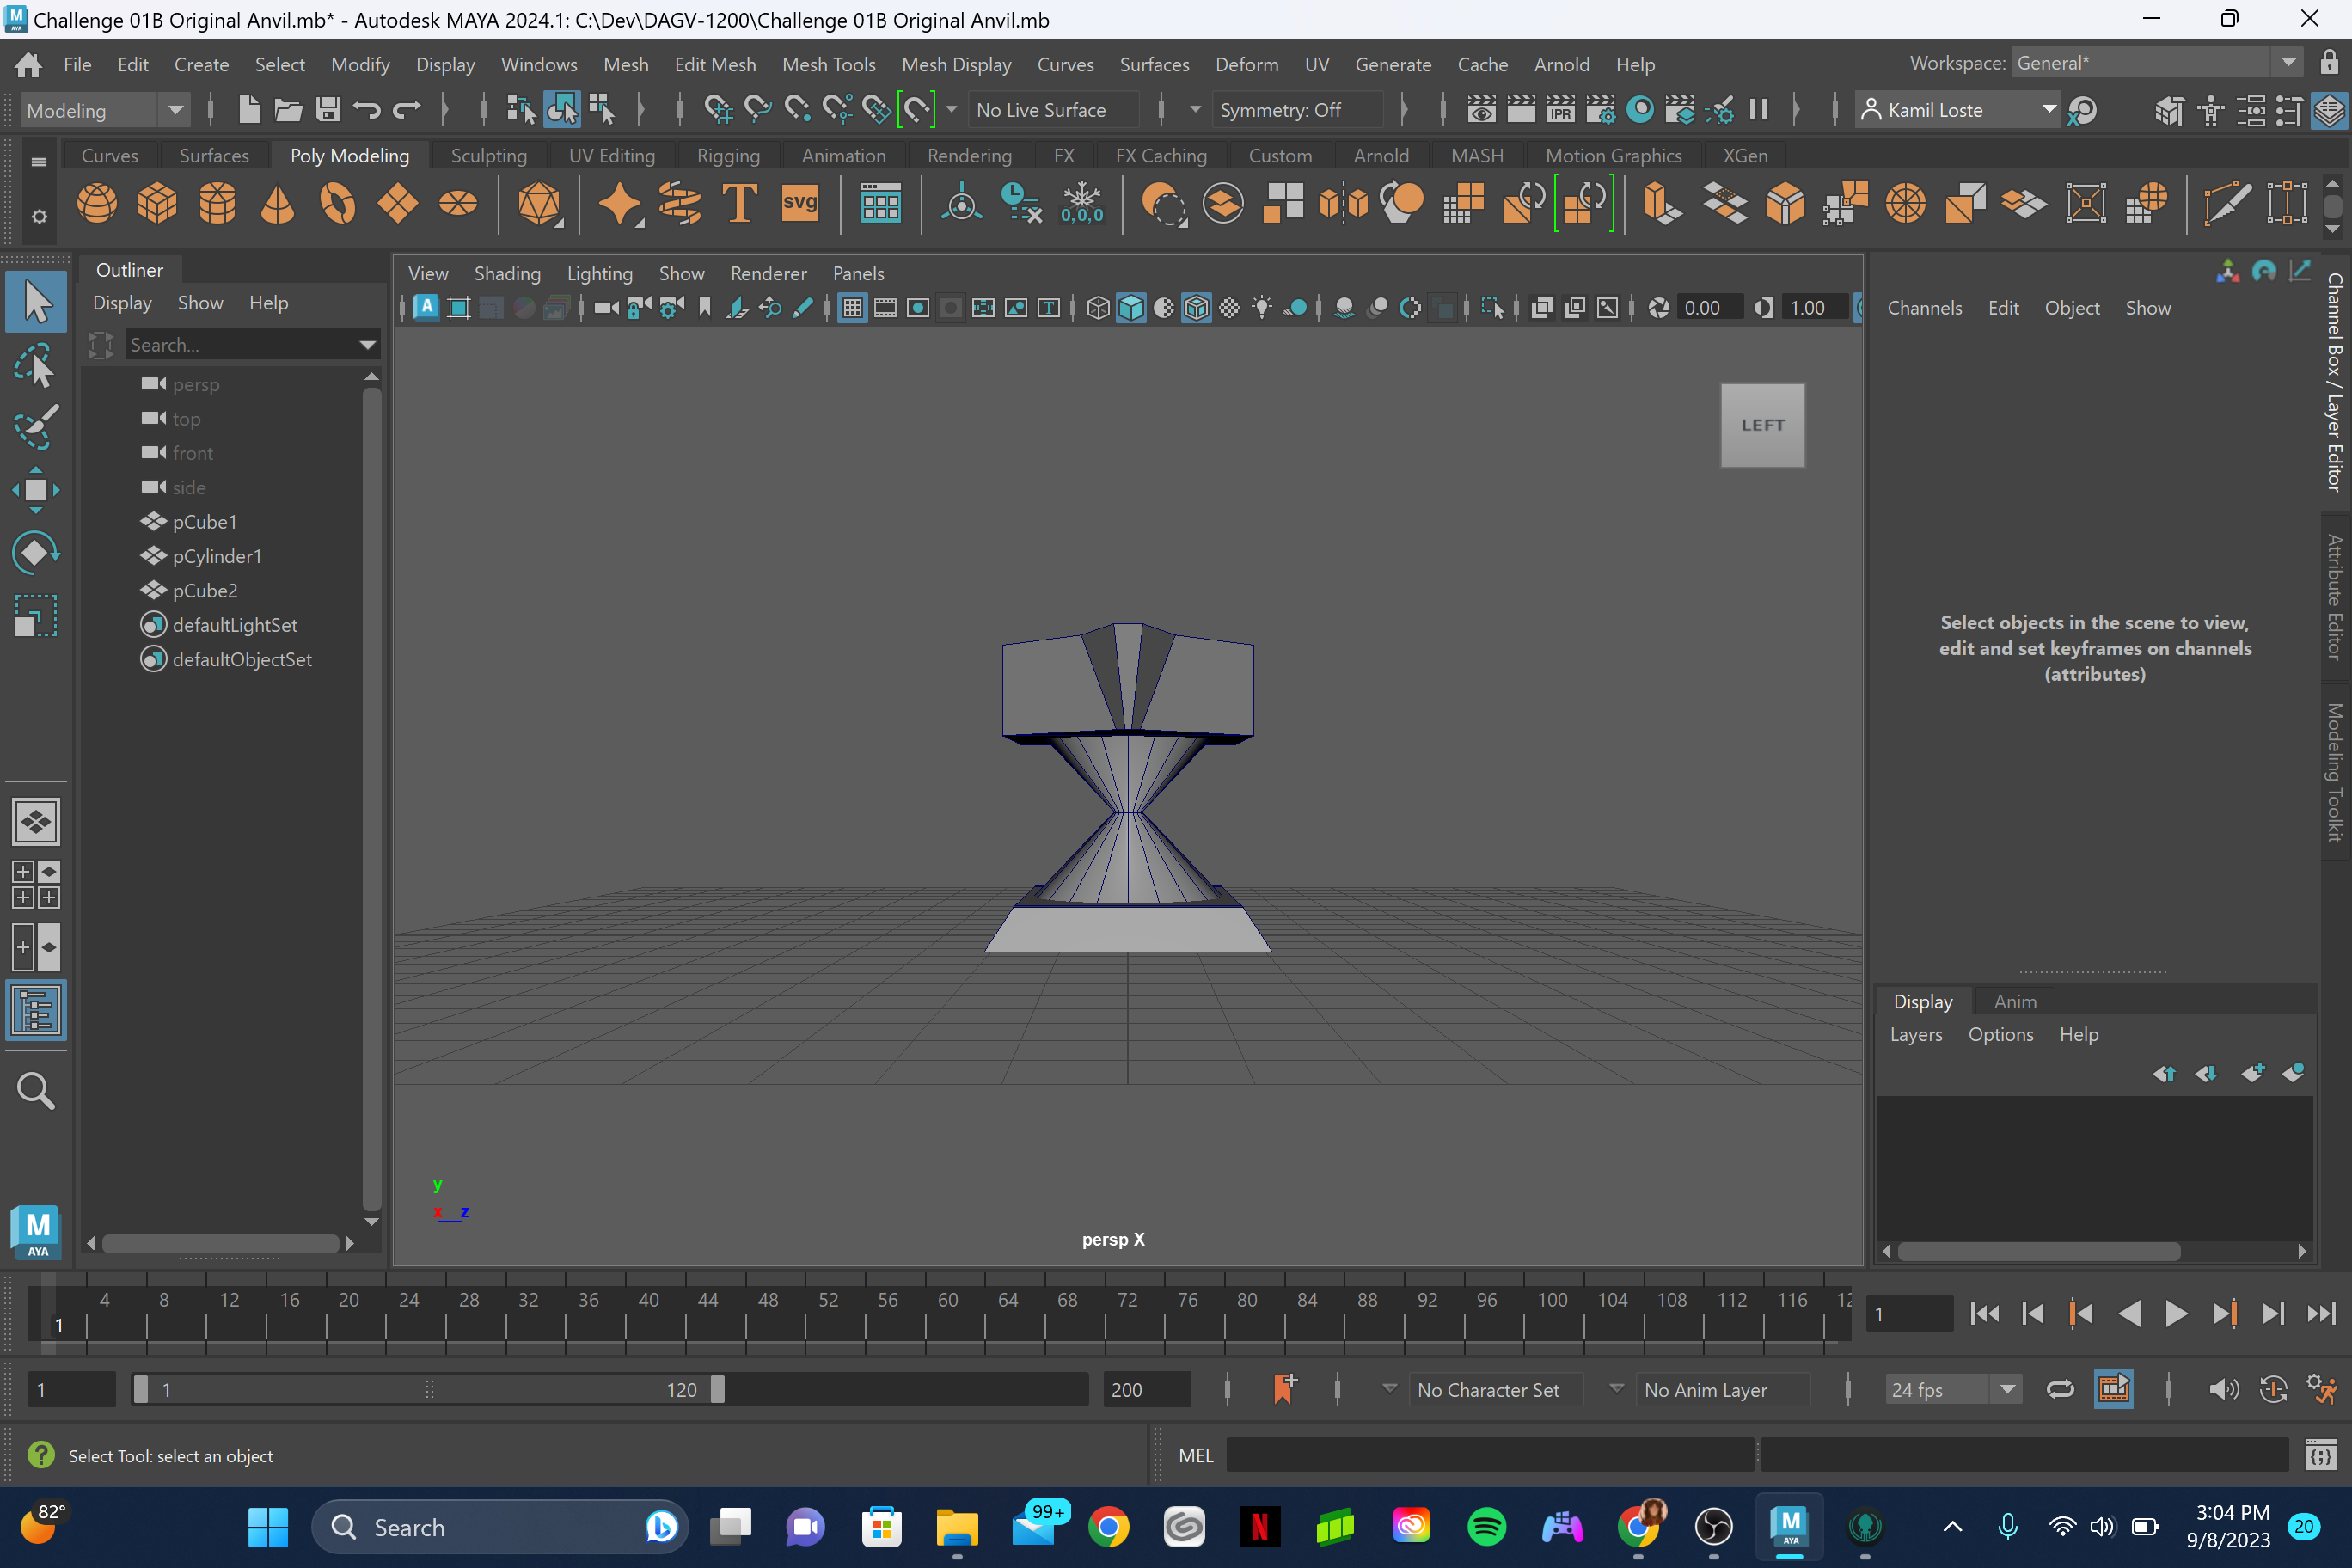 Challenge 01B Original Anvil.mb* - Autodesk MAYA 2024.1: C:\Dev\DAGV-1200\Challenge 01B Original Anvil.mb
File Edit Create Select Modify Display Windows Mesh Edit Mesh Mesh Tools Mesh Display Curves Surfaces Deform UV Generate Cache Arnold Help Workspace: General*
Modeling No Live Surface Symmetry: Off IPR Kamil Loste
Curves Surfaces Poly Modeling Sculpting UV Editing Rigging Animation Rendering FX FX Caching Custom Arnold MASH Motion Graphics XGen
T svg 0,0,0
Outliner
Display Show Help
Search...
persp
top
front
side
pCube1
pCylinder1
pCube2
defaultLightSet
defaultObjectSet
View Shading Lighting Show Renderer Panels
0.00 1.00
LEFT
y
x z
persp X
Channels Edit Object Show
Select objects in the scene to view,
edit and set keyframes on channels
(attributes)
Channel Box / Layer Editor
Attribute Editor
Modeling Toolkit
Display Anim
Layers Options Help
M
AYA
4 8 12 16 20 24 28 32 36 40 44 48 52 56 60 64 68 72 76 80 84 88 92 96 100 104 108 112 116 12
1 1
1 1 120 200 No Character Set No Anim Layer 24 fps
Select Tool: select an object MEL
82° Search 99+ N M AYA 3:04 PM 20
9/8/2023